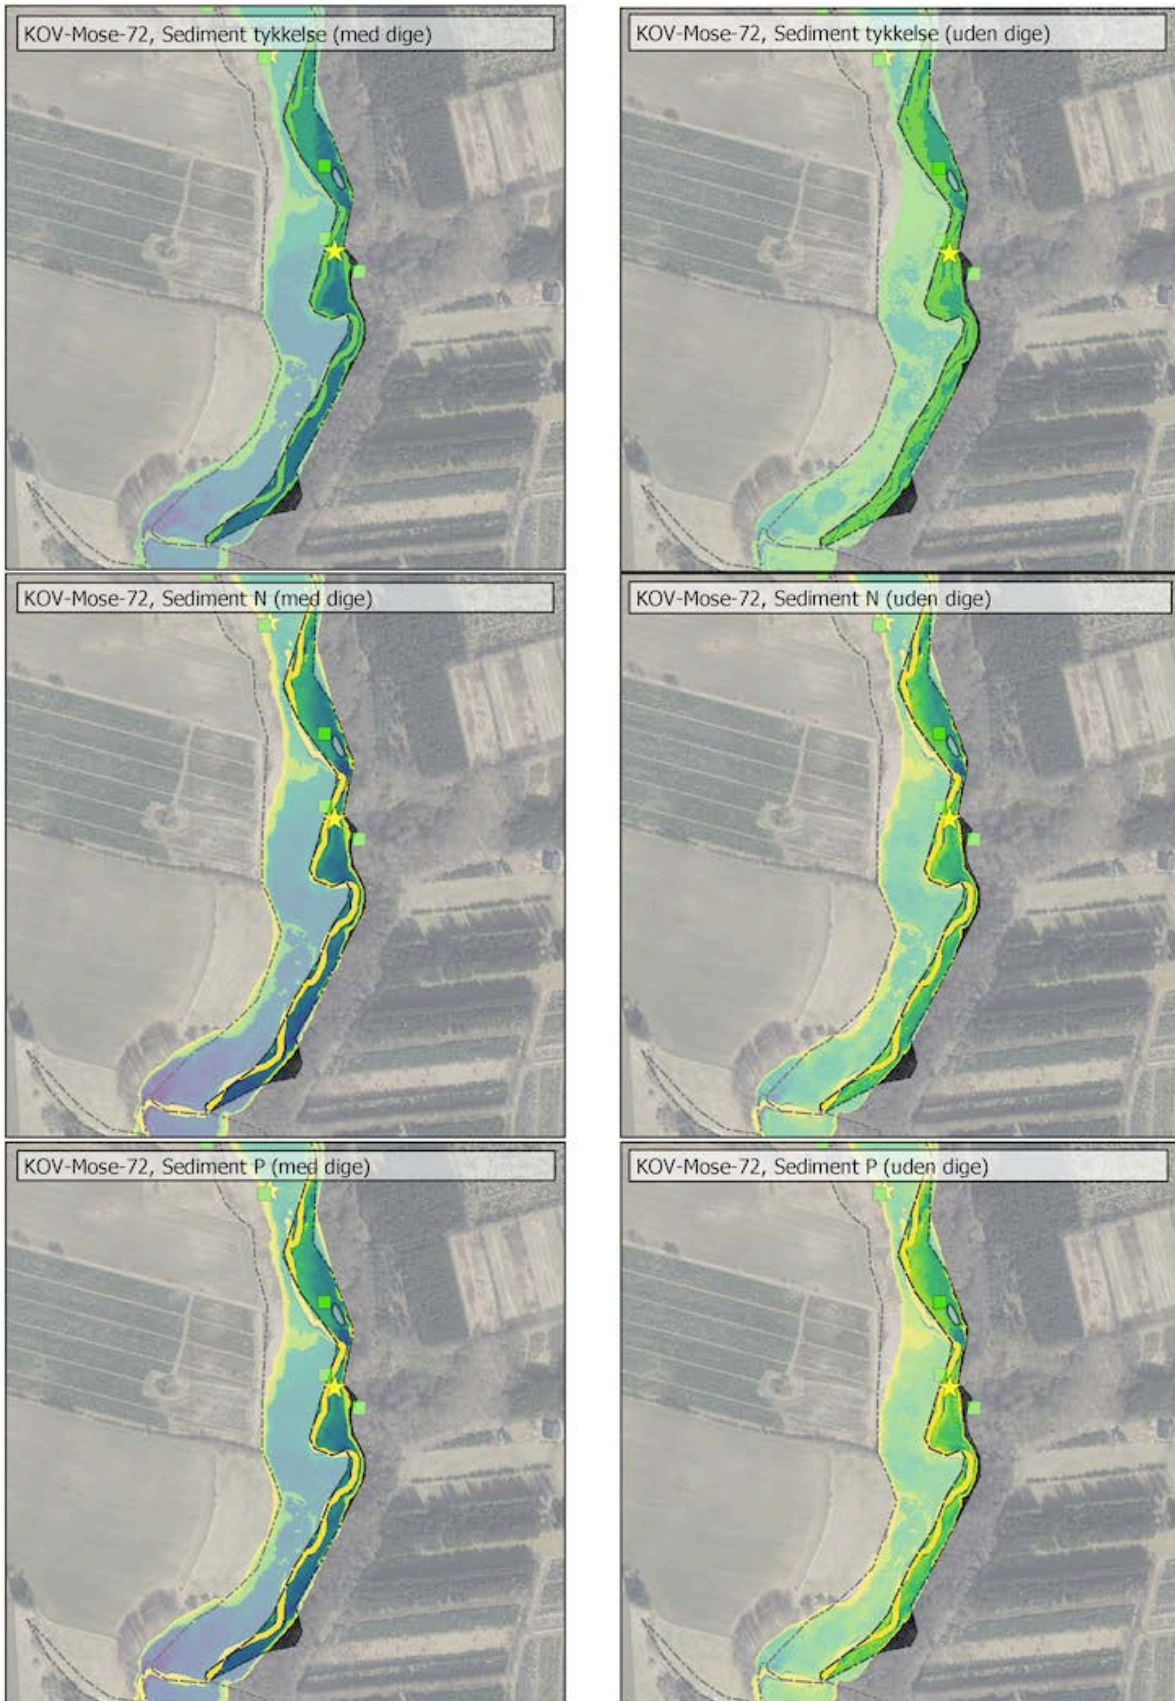 KOV-Mose-72, Sediment tykkelse (med dige)
KOV-Mose-72, Sediment tykkelse (uden dige)
KOV-Mose-72, Sediment N (med dige)
KOV-Mose-72, Sediment N (uden dige)
KOV-Mose-72, Sediment P (med dige)
KOV-Mose-72, Sediment P (uden dige)